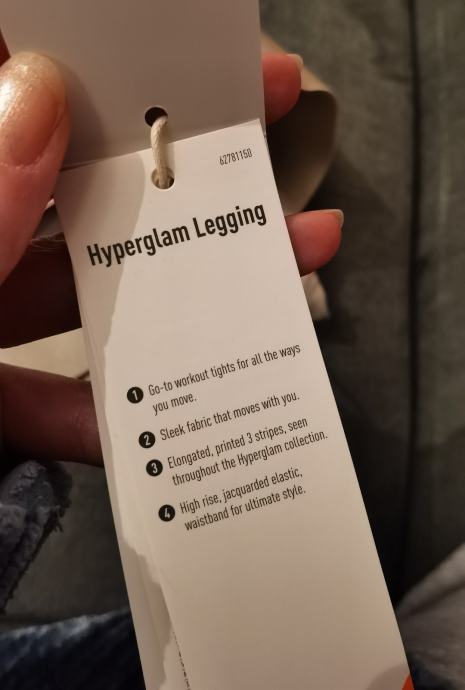 62781150
Hyperglam Legging
1 Go-to workout tights for all the ways
you move.
2 Sleek fabric that moves with you.
3 Elongated, printed 3 stripes, seen
throughout the Hyperglam collection.
4 High rise, jacquarded elastic,
waistband for ultimate style.